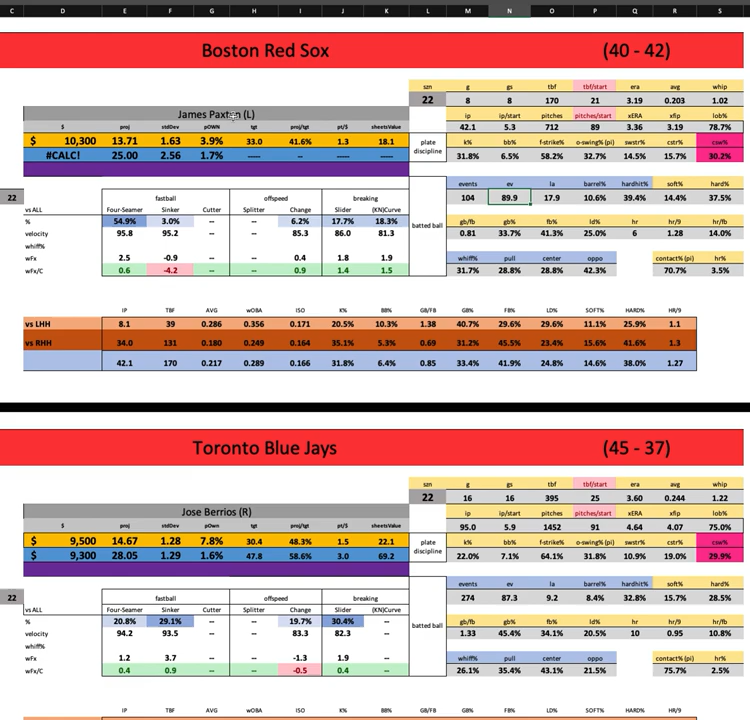 C D E F G H I J K L M N O P Q R S
Boston Red Sox (40 - 42)
szn g gs tbf tbf/start era avg whip
22 8 8 170 21 3.19 0.203 1.02
James Paxton (L) ip ip/start pitches pitches/start xERA xfip lob%
$ proj stdDev pOWN tgt proj/tgt pt/$ sheetsValue 42.1 5.3 712 89 3.36 3.19 78.7%
$ 10,300 13.71 1.63 3.9% 33.0 41.6% 1.3 18.1 plate discipline k% bb% f-strike% o-swing% (pi) swstr% cstr% csw%
#CALC! 25.00 2.56 1.7% ---- -- --- ---- 31.8% 6.5% 58.2% 32.7% 14.5% 15.7% 30.2%
events ev la barrel% hardhit% soft% hard%
22 fastball offspeed breaking batted ball 104 89.9 17.9 10.6% 39.4% 14.4% 37.5%
vs ALL Four-Seamer Sinker Cutter Splitter Change Slider (KN)Curve
% 54.9% 3.0% -- -- 6.2% 17.7% 18.3% gb/fb gb% fb% ld% hr hr/9 hr/fb
velocity 95.8 95.2 -- -- 85.3 86.0 81.3 0.81 33.7% 41.3% 25.0% 6 1.28 14.0%
whiff%
wFx 2.5 -0.9 -- -- 0.4 1.8 1.9 whiff% pull center oppo contact% (pi) hr%
wFx/C 0.6 -4.2 -- -- 0.9 1.4 1.5 31.7% 28.8% 28.8% 42.3% 70.7% 3.5%
IP TBF AVG wOBA ISO K% BB% GB/FB GB% FB% LD% SOFT% HARD% HR/9
vs LHH 8.1 39 0.286 0.356 0.171 20.5% 10.3% 1.38 40.7% 29.6% 29.6% 11.1% 25.9% 1.1
vs RHH 34.0 131 0.180 0.249 0.164 35.1% 5.3% 0.69 31.2% 45.5% 23.4% 15.6% 41.6% 1.3
42.1 170 0.217 0.289 0.166 31.8% 6.4% 0.85 33.4% 41.9% 24.8% 14.6% 38.0% 1.27
Toronto Blue Jays (45 - 37)
szn g gs tbf tbf/start era avg whip
22 16 16 395 25 3.60 0.244 1.22
Jose Berrios (R) ip ip/start pitches pitches/start xERA xfip lob%
$ proj stdDev pOwn tgt proj/tgt pt/$ sheetsValue 95.0 5.9 1452 91 4.64 4.07 75.0%
$ 9,500 14.67 1.28 7.8% 30.4 48.3% 1.5 22.1 plate discipline k% bb% f-strike% o-swing% (pi) swstr% cstr% csw%
$ 9,300 28.05 1.29 1.6% 47.8 58.6% 3.0 69.2 22.0% 7.1% 64.1% 31.8% 10.9% 19.0% 29.9%
events ev la barrel% hardhit% soft% hard%
22 fastball offspeed breaking batted ball 274 87.3 9.2 8.4% 32.8% 15.7% 28.5%
vs ALL Four-Seamer Sinker Cutter Splitter Change Slider (KN)Curve
% 20.8% 29.1% -- -- 19.7% 30.4% -- gb/fb gb% fb% ld% hr hr/9 hr/fb
velocity 94.2 93.5 -- -- 83.3 82.3 -- 1.33 45.4% 34.1% 20.5% 10 0.95 10.8%
whiff%
wFx 1.2 3.7 -- -- -1.3 1.9 -- whiff% pull center oppo contact% (pi) hr%
wFx/C 0.4 0.9 -- -- -0.5 0.4 -- 26.1% 35.4% 43.1% 21.5% 75.7% 2.5%
IP TBF AVG wOBA ISO K% BB% GB/FB GB% FB% LD% SOFT% HARD% HR/9